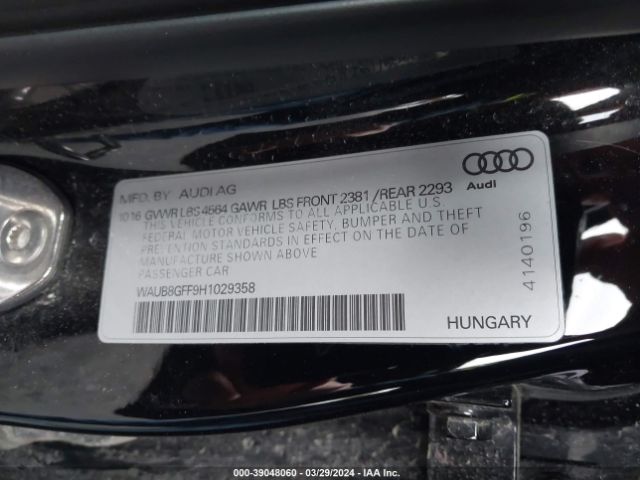 MFD. BY AUDI AG
10 16 GVWR LBS 4564 GAWR LBS FRONT 2381 / REAR 2293
THIS VEHICLE CONFORMS TO ALL APPLICABLE U.S.
FEDERAL MOTOR VEHICLE SAFETY, BUMPER AND THEFT
PREVENTION STANDARDS IN EFFECT ON THE DATE OF
MANUFACTURE SHOWN ABOVE
PASSENGER CAR
WAUB8GFF9H1029358
HUNGARY
Audi
4140196
000-39048060 - 03/29/2024 - IAA Inc.